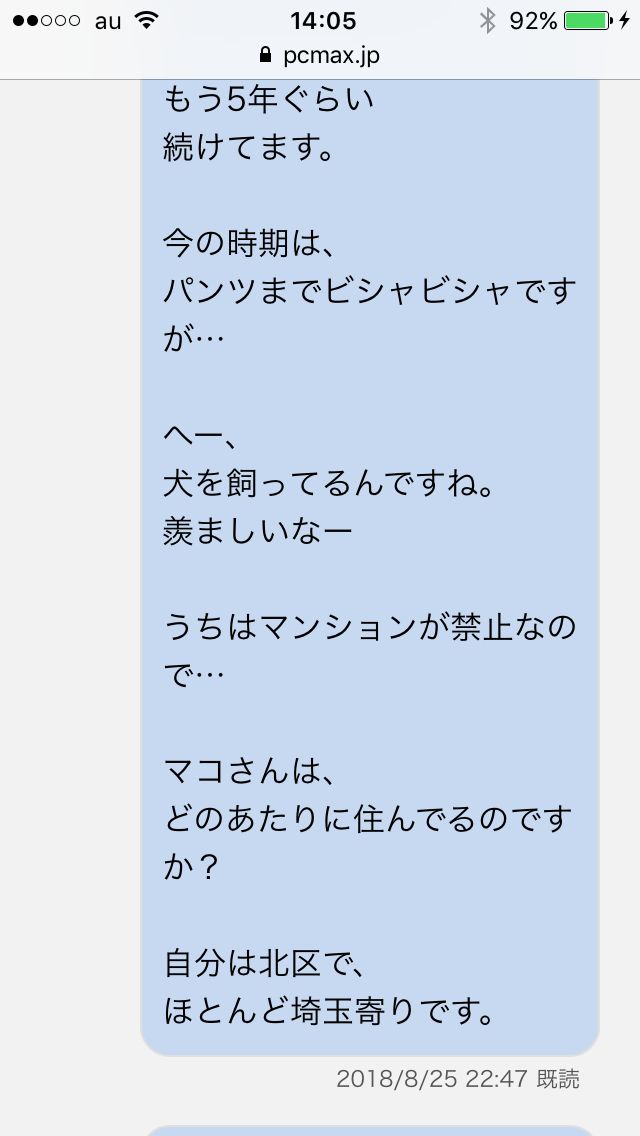 au 14:05 92%
pcmax.jp
もう5年ぐらい
続けてます。
今の時期は、
パンツまでビシャビシャです
が…
へー、
犬を飼ってるんですね。
羨ましいなー
うちはマンションが禁止なの
で…
マコさんは、
どのあたりに住んでるのです
か？
自分は北区で、
ほとんど埼玉寄りです。
2018/8/25 22:47 既読